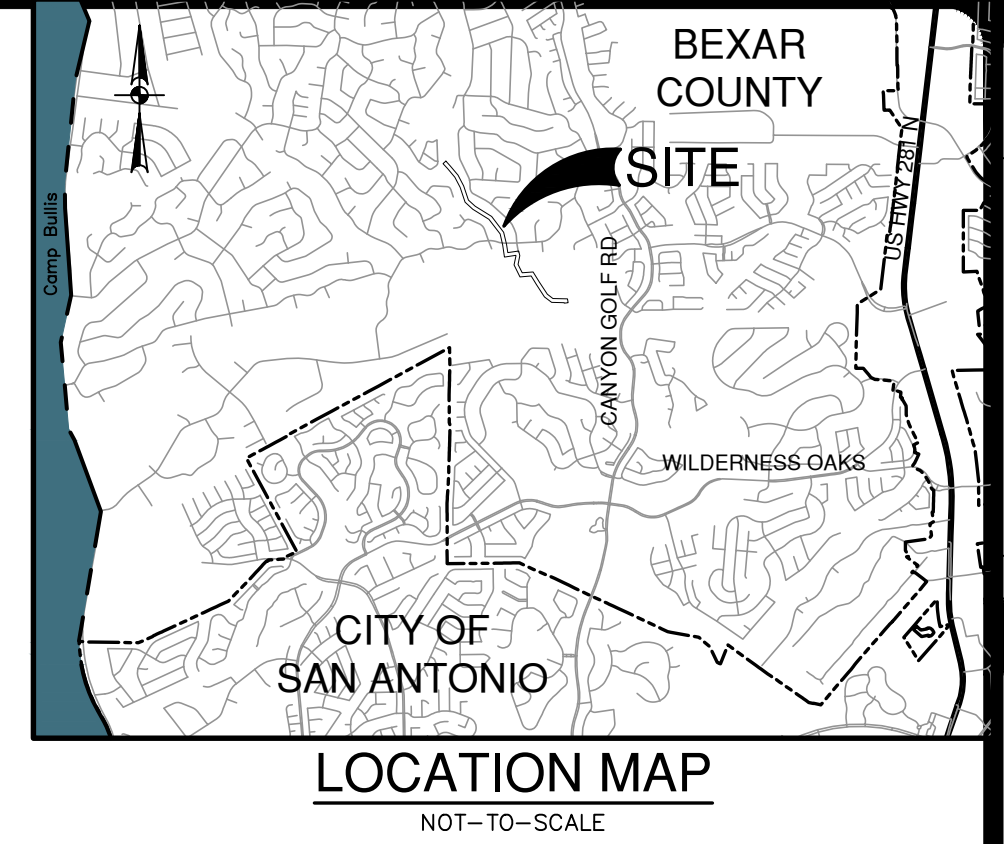 BEXAR
COUNTY
SITE
US HWY 281 N
Camp Bullis
CANYON GOLF RD
WILDERNESS OAKS
CITY OF
SAN ANTONIO
LOCATION MAP
NOT-TO-SCALE